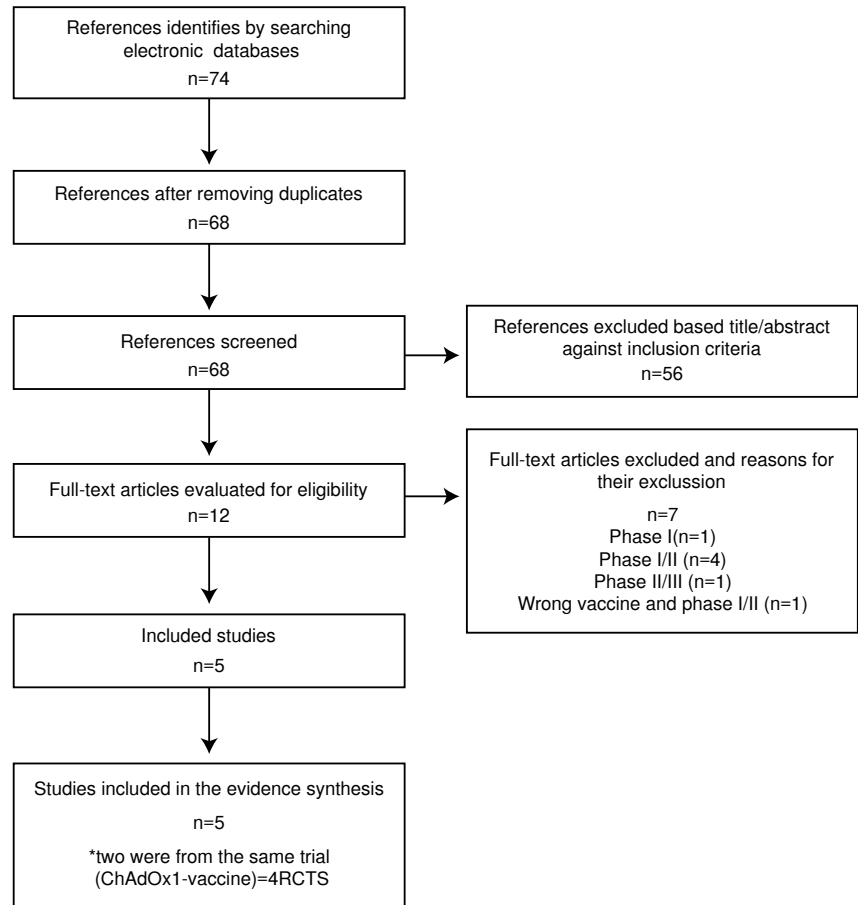 References identifies by searching
electronic databases
n=74
References after removing duplicates
n=68
References screened
n=68
References excluded based title/abstract
against inclusion criteria
n=56
Full-text articles evaluated for eligibility
n=12
Full-text articles excluded and reasons for
their exclussion
n=7
Phase I(n=1)
Phase I/II (n=4)
Phase II/III (n=1)
Wrong vaccine and phase I/II (n=1)
Included studies
n=5
Studies included in the evidence synthesis
n=5
*two were from the same trial
(ChAdOx1-vaccine)=4RCTS